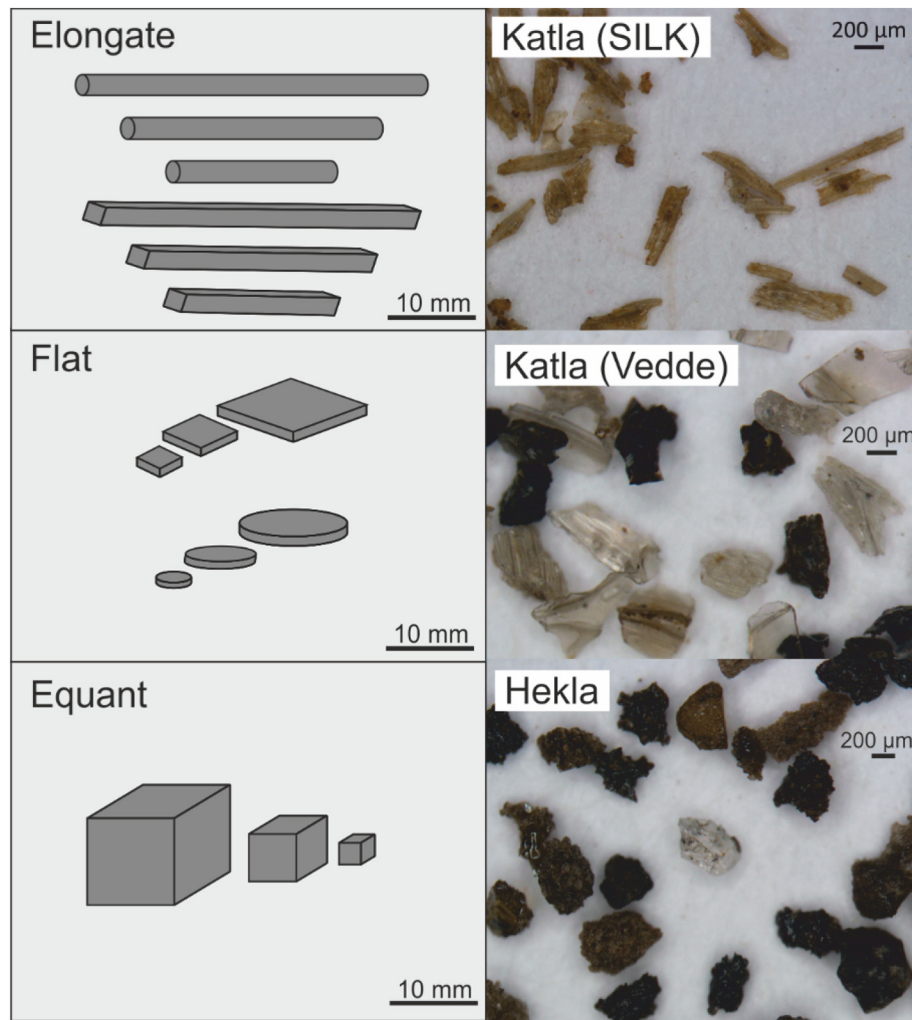 Elongate
10 mm
Katla (SILK)
200 µm
Flat
10 mm
Katla (Vedde)
200 µm
Equant
10 mm
Hekla
200 µm